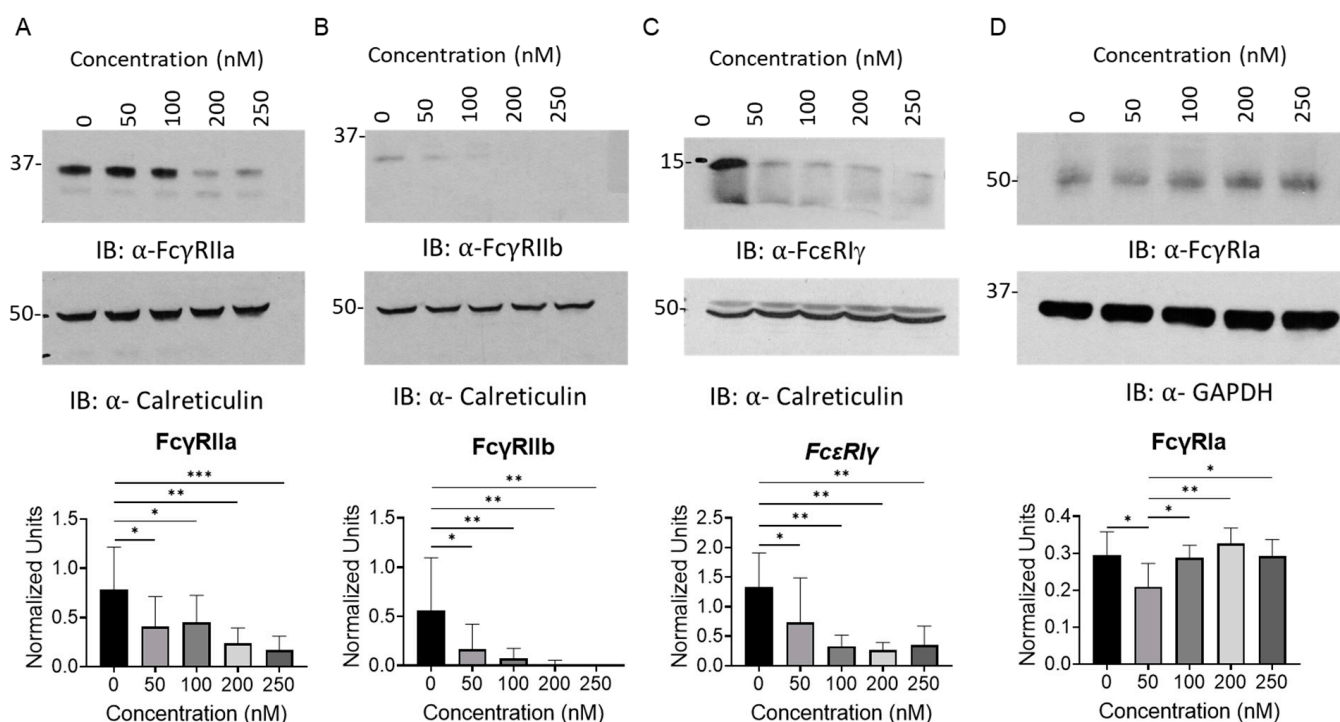 A
Concentration (nM)
0 50 100 200 250
37-
IB: α-FcγRIIa
50-
IB: α- Calreticulin
FcγRIIa
***
**
*
*
Normalized Units
1.5
1.0
0.5
0.0
0 50 100 200 250
Concentration (nM)
B
Concentration (nM)
0 50 100 200 250
37-
IB: α-FcγRIIb
50-
IB: α- Calreticulin
FcγRIIb
**
**
**
*
Normalized Units
1.5
1.0
0.5
0.0
0 50 100 200 250
Concentration (nM)
C
Concentration (nM)
0 50 100 200 250
15-
IB: α-FcεRIγ
50-
IB: α- Calreticulin
FcεRIγ
**
**
**
*
Normalized Units
2.5
2.0
1.5
1.0
0.5
0.0
0 50 100 200 250
Concentration (nM)
D
Concentration (nM)
0 50 100 200 250
50-
IB: α-FcγRIa
37-
IB: α- GAPDH
FcγRIa
*
**
* *
Normalized Units
0.4
0.3
0.2
0.1
0.0
0 50 100 200 250
Concentration (nM)